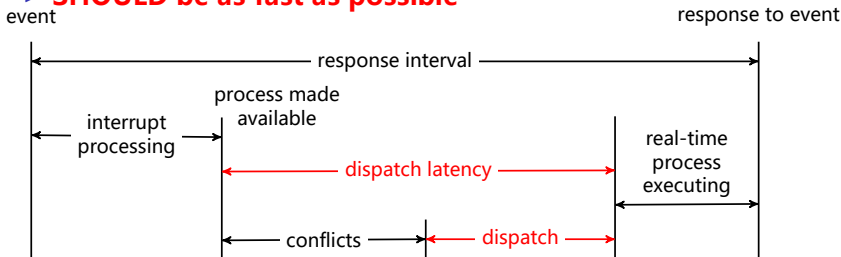 SHOULD be as fast as possible
event
response to event
response interval
process made
available
interrupt
processing
real-time
process
executing
dispatch latency
conflicts
dispatch